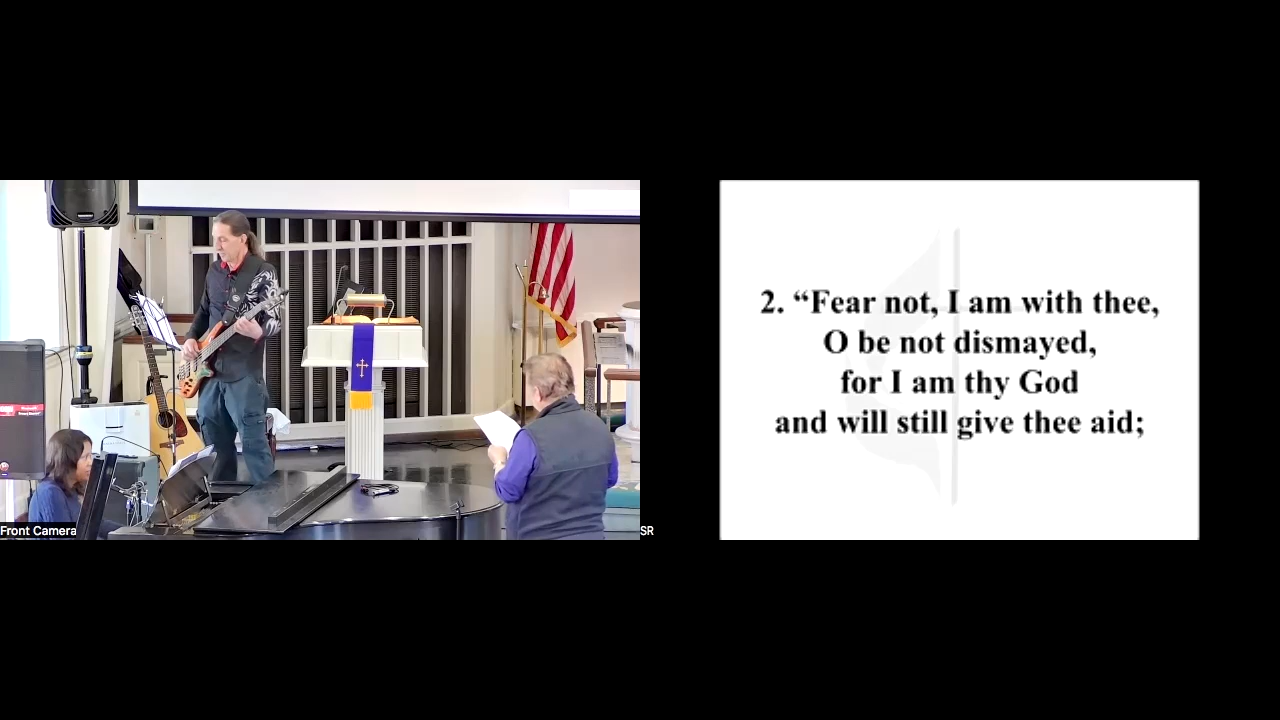 Front Camera
SR
2. “Fear not, I am with thee,
O be not dismayed,
for I am thy God
and will still give thee aid;